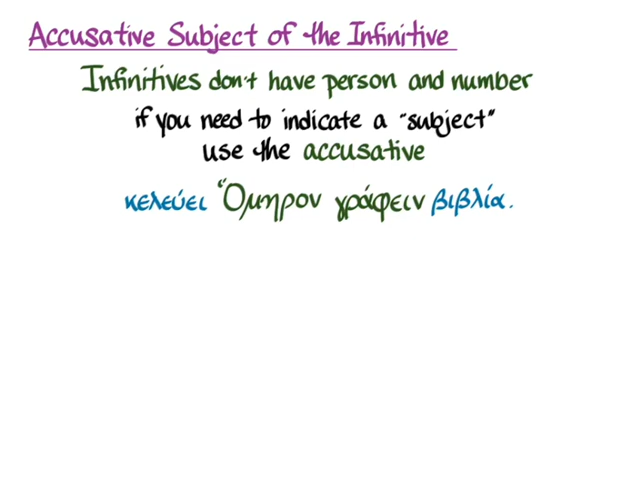 Accusative Subject of the Infinitive
Infinitives don't have person and number
if you need to indicate a "subject"
use the accusative
κελεύει Ὅμηρον γράφειν βιβλία.